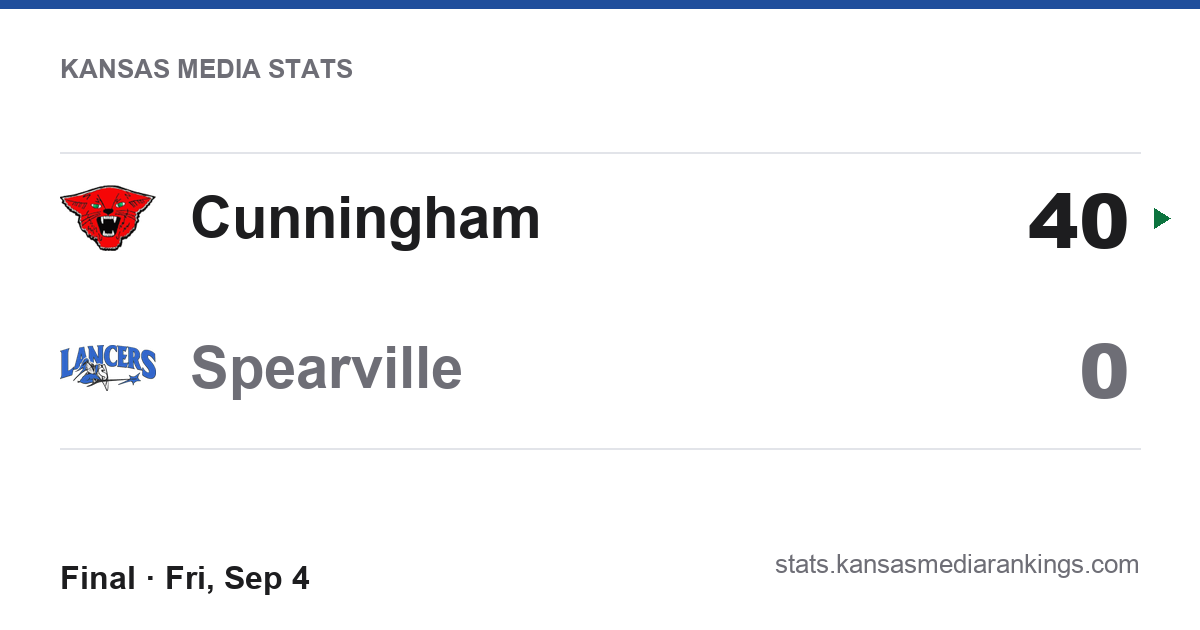 KANSAS MEDIA STATS
Cunningham 40
LANCERS
Spearville 0
Final · Fri, Sep 4
stats.kansasmediarankings.com